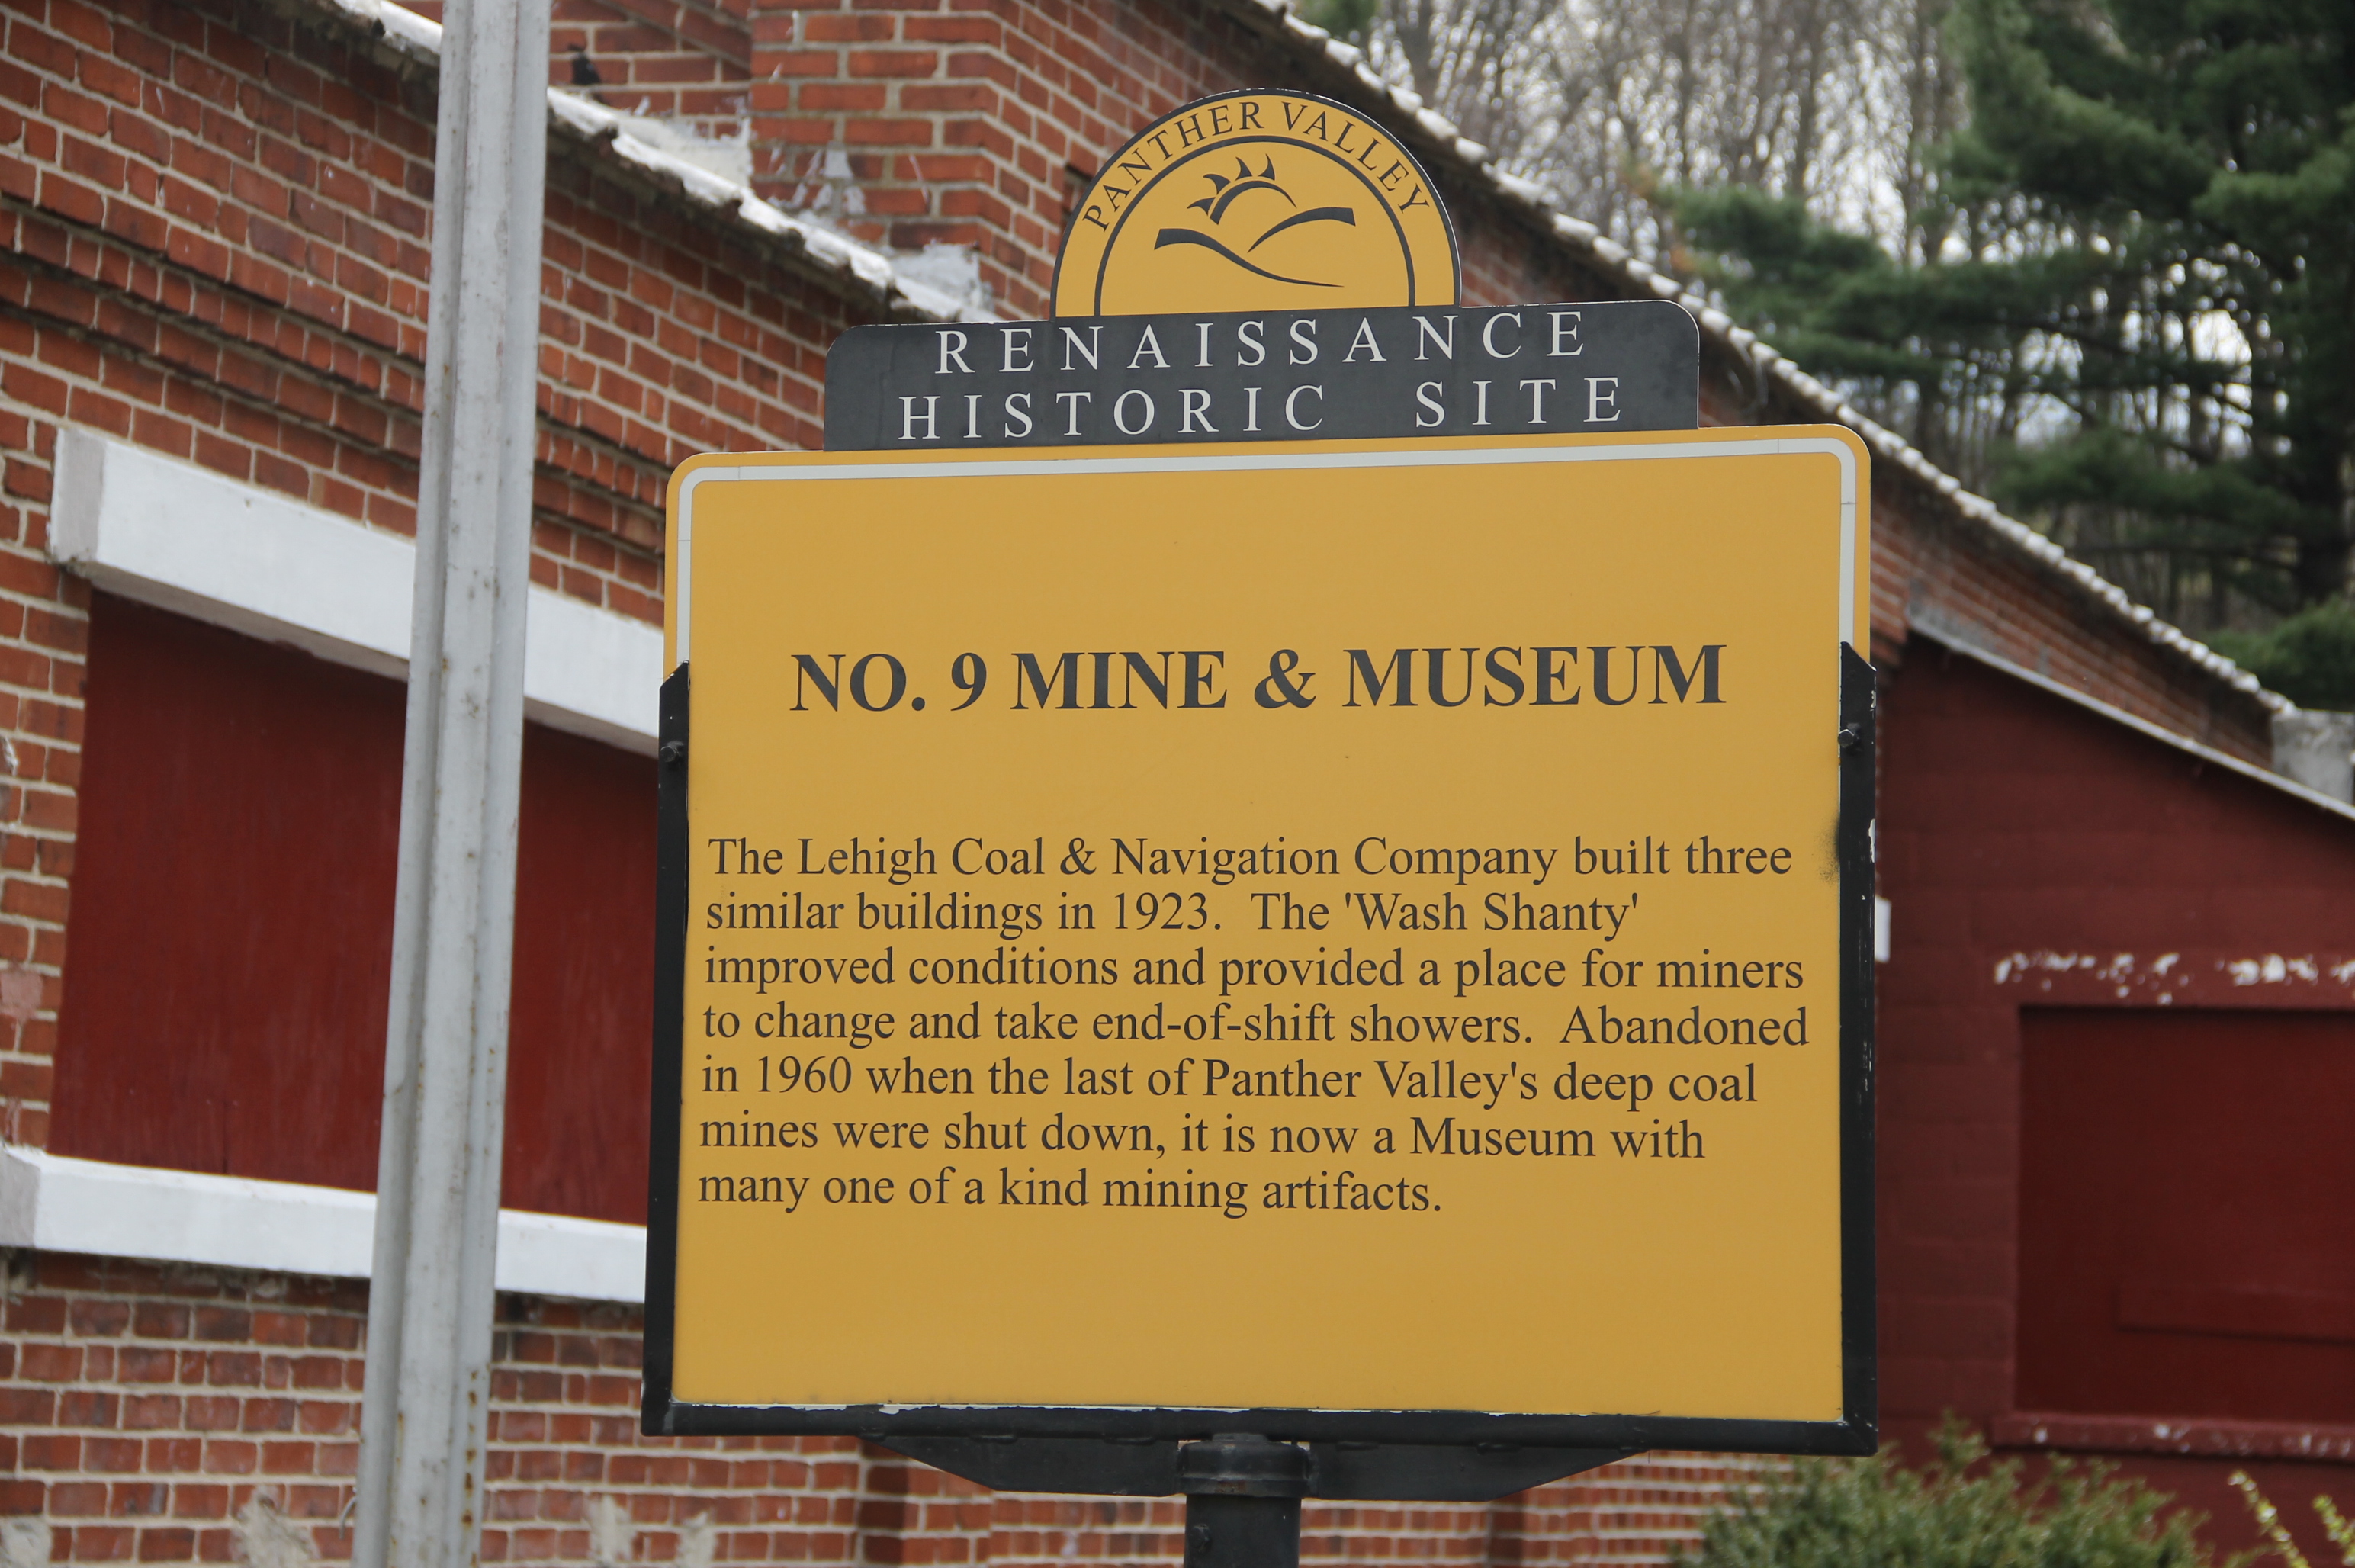 PANTHER VALLEY
RENAISSANCE
HISTORIC SITE
NO. 9 MINE & MUSEUM
The Lehigh Coal & Navigation Company built three
similar buildings in 1923.  The 'Wash Shanty'
improved conditions and provided a place for miners
to change and take end-of-shift showers.  Abandoned
in 1960 when the last of Panther Valley's deep coal
mines were shut down, it is now a Museum with
many one of a kind mining artifacts.